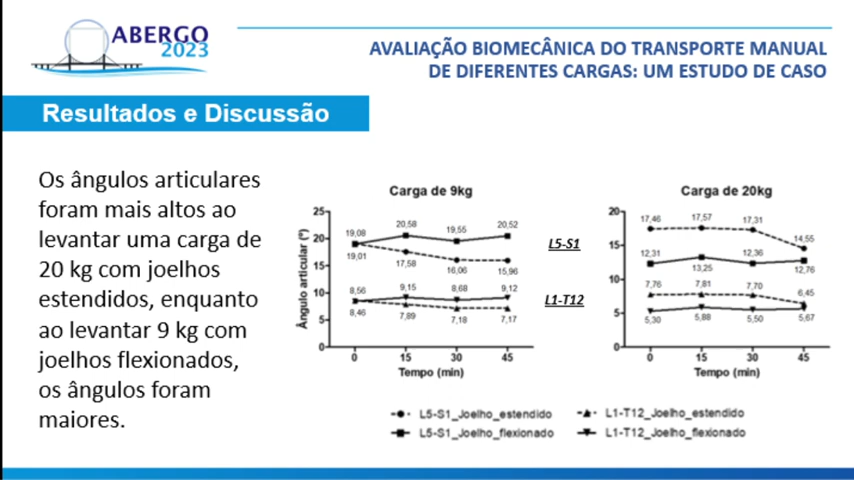 ABERGO
2023
AVALIAÇÃO BIOMECÂNICA DO TRANSPORTE MANUAL
DE DIFERENTES CARGAS: UM ESTUDO DE CASO
Resultados e Discussão
Os ângulos articulares
foram mais altos ao
levantar uma carga de
20 kg com joelhos
estendidos, enquanto
ao levantar 9 kg com
joelhos flexionados,
os ângulos foram
maiores.
Carga de 9kg
Ângulo articular (º)
25
20
15
10
5
0
19,08
20,58
19,55
20,52
19,01
17,58
16,06
15,96
8,56
9,15
8,68
9,12
8,46
7,89
7,18
7,17
0
15
30
45
Tempo (min)
L5-S1
L1-T12
Carga de 20kg
20
15
10
5
0
17,46
17,57
17,31
14,55
12,31
13,25
12,36
12,76
7,76
7,81
7,70
6,45
5,30
5,88
5,50
5,67
0
15
30
45
Tempo (min)
L5-S1_Joelho_estendido
L1-T12_Joelho_estendido
L5-S1_Joelho_flexionado
L1-T12_Joelho_flexionado